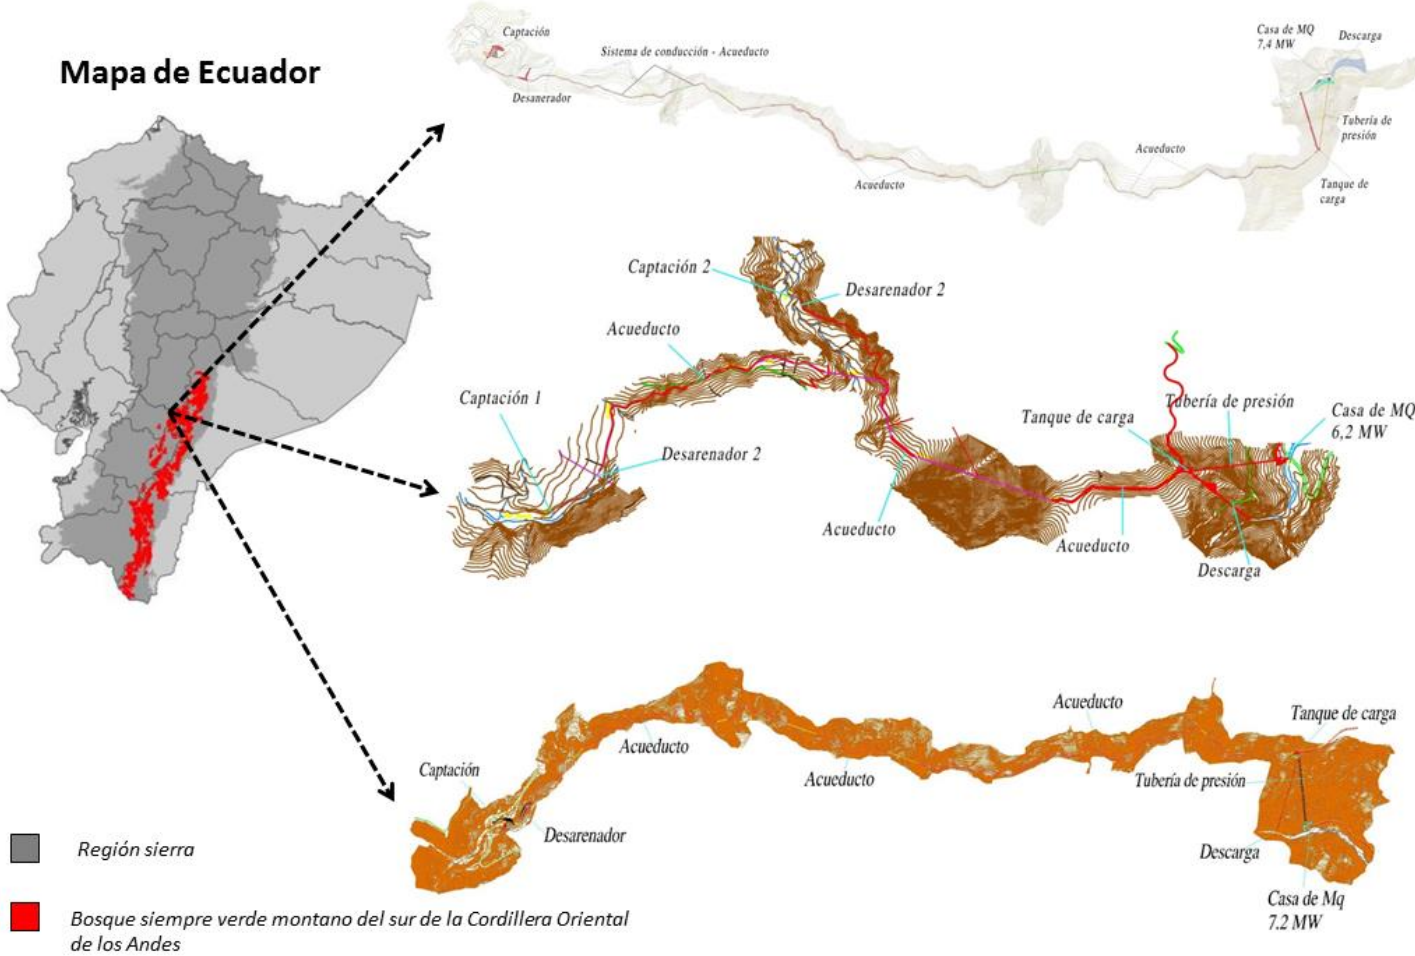 Mapa de Ecuador
Captación
Sistema de conducción - Acueducto
Desanerador
Acueducto
Acueducto
Casa de MQ
7,4 MW
Descarga
Tubería de
presión
Tanque de
carga
Captación 2
Desarenador 2
Acueducto
Captación 1
Desarenador 2
Acueducto
Acueducto
Tanque de carga
Tubería de presión
Casa de MQ
6,2 MW
Descarga
Captación
Desarenador
Acueducto
Acueducto
Acueducto
Tanque de carga
Tubería de presión
Descarga
Casa de Mq
7.2 MW
Región sierra
Bosque siempre verde montano del sur de la Cordillera Oriental
de los Andes